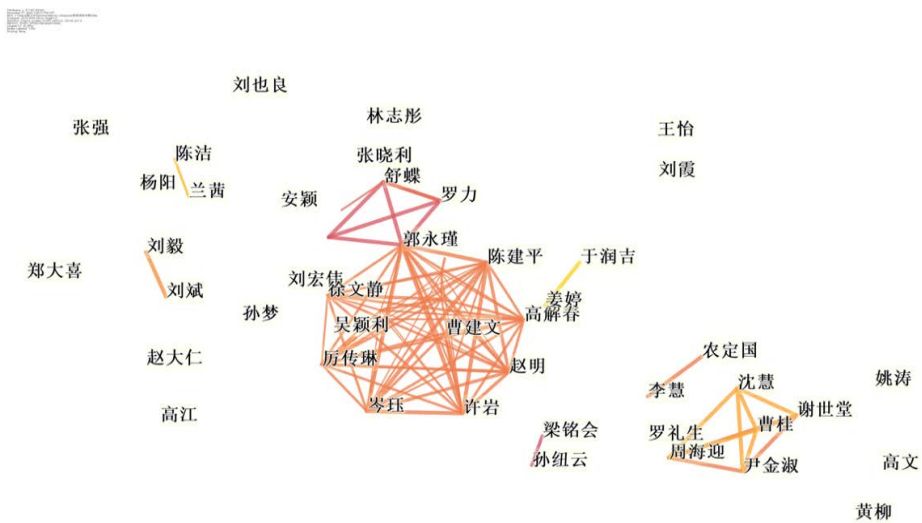 刘也良
林志彤
张强
王怡
陈洁
张晓利
刘霞
舒蝶
杨阳
兰茜
安颖
罗力
郭永瑾
刘毅
陈建平
于润吉
郑大喜
刘宏伟
徐文静
刘斌
姜婷
高解春
孙梦
吴颖利
曹建文
赵大仁
厉传琳
赵明
农定国
姚涛
李慧
沈慧
高江
岑珏
许岩
谢世堂
曹桂
梁铭会
罗礼生
周海迎
孙纽云
尹金淑
高文
黄柳